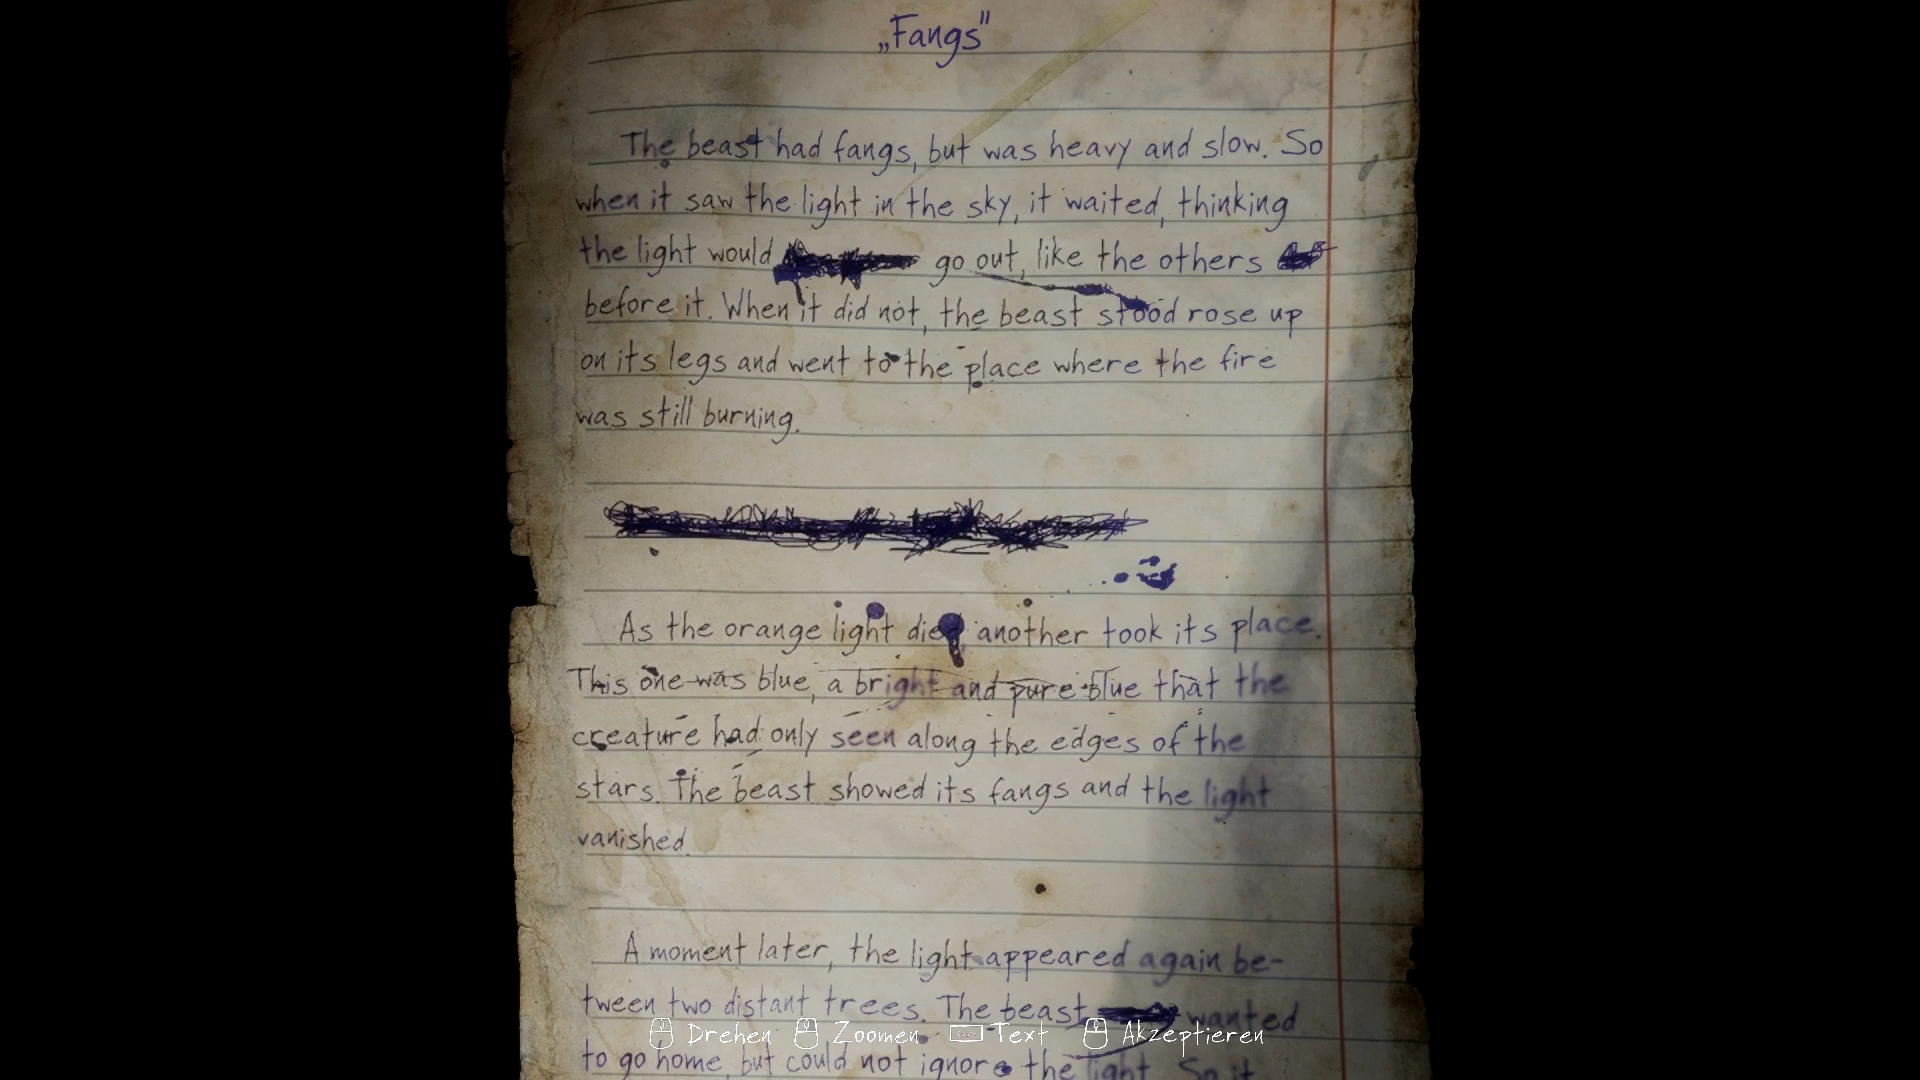 „Fangs"
The beast had fangs, but was heavy and slow. So
when it saw the light in the sky, it waited, thinking
the light would go out, like the others
before it. When it did not, the beast stood rose up
on its legs and went to the place where the fire
was still burning.
As the orange light died, another took its place.
This one was blue, a bright and pure blue that the
creature had only seen along the edges of the
stars. The beast showed its fangs and the light
vanished.
A moment later, the light appeared again be-
tween two distant trees. The beast wanted
to go home, but could not ignore the light. So it
Drehen Zoomen Text Akzeptieren